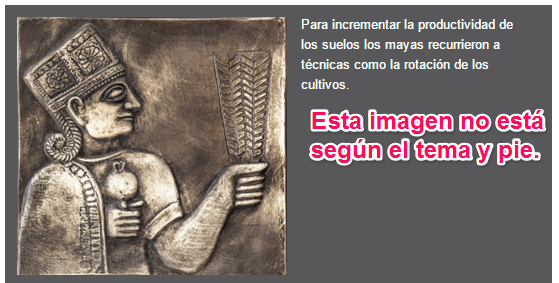 Para incrementar la productividad de
los suelos los mayas recurrieron a
técnicas como la rotación de los
cultivos.
Esta imagen no está
según el tema y pie.